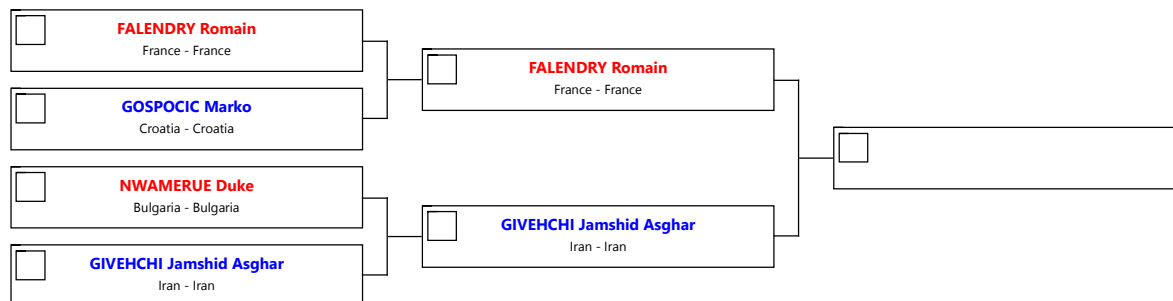 FALENDRY Romain
France - France
GOSPOCIC Marko
Croatia - Croatia
NWAMERUE Duke
Bulgaria - Bulgaria
GIVEHCHI Jamshid Asghar
Iran - Iran
FALENDRY Romain
France - France
GIVEHCHI Jamshid Asghar
Iran - Iran